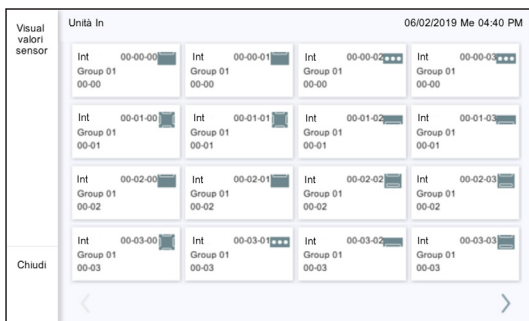 Visual
valori
sensor
Unità In 06/02/2019 Me 04:40 PM
Int 00-00-00 Int 00-00-01 Int 00-00-02 Int 00-00-03
Group 01 Group 01 Group 01 Group 01
00-00 00-00 00-00 00-00
Int 00-01-00 Int 00-01-01 Int 00-01-02 Int 00-01-03
Group 01 Group 01 Group 01 Group 01
00-01 00-01 00-01 00-01
Int 00-02-00 Int 00-02-01 Int 00-02-02 Int 00-02-03
Group 01 Group 01 Group 01 Group 01
00-02 00-02 00-02 00-02
Int 00-03-00 Int 00-03-01 Int 00-03-02 Int 00-03-03
Group 01 Group 01 Group 01 Group 01
00-03 00-03 00-03 00-03
Chiudi